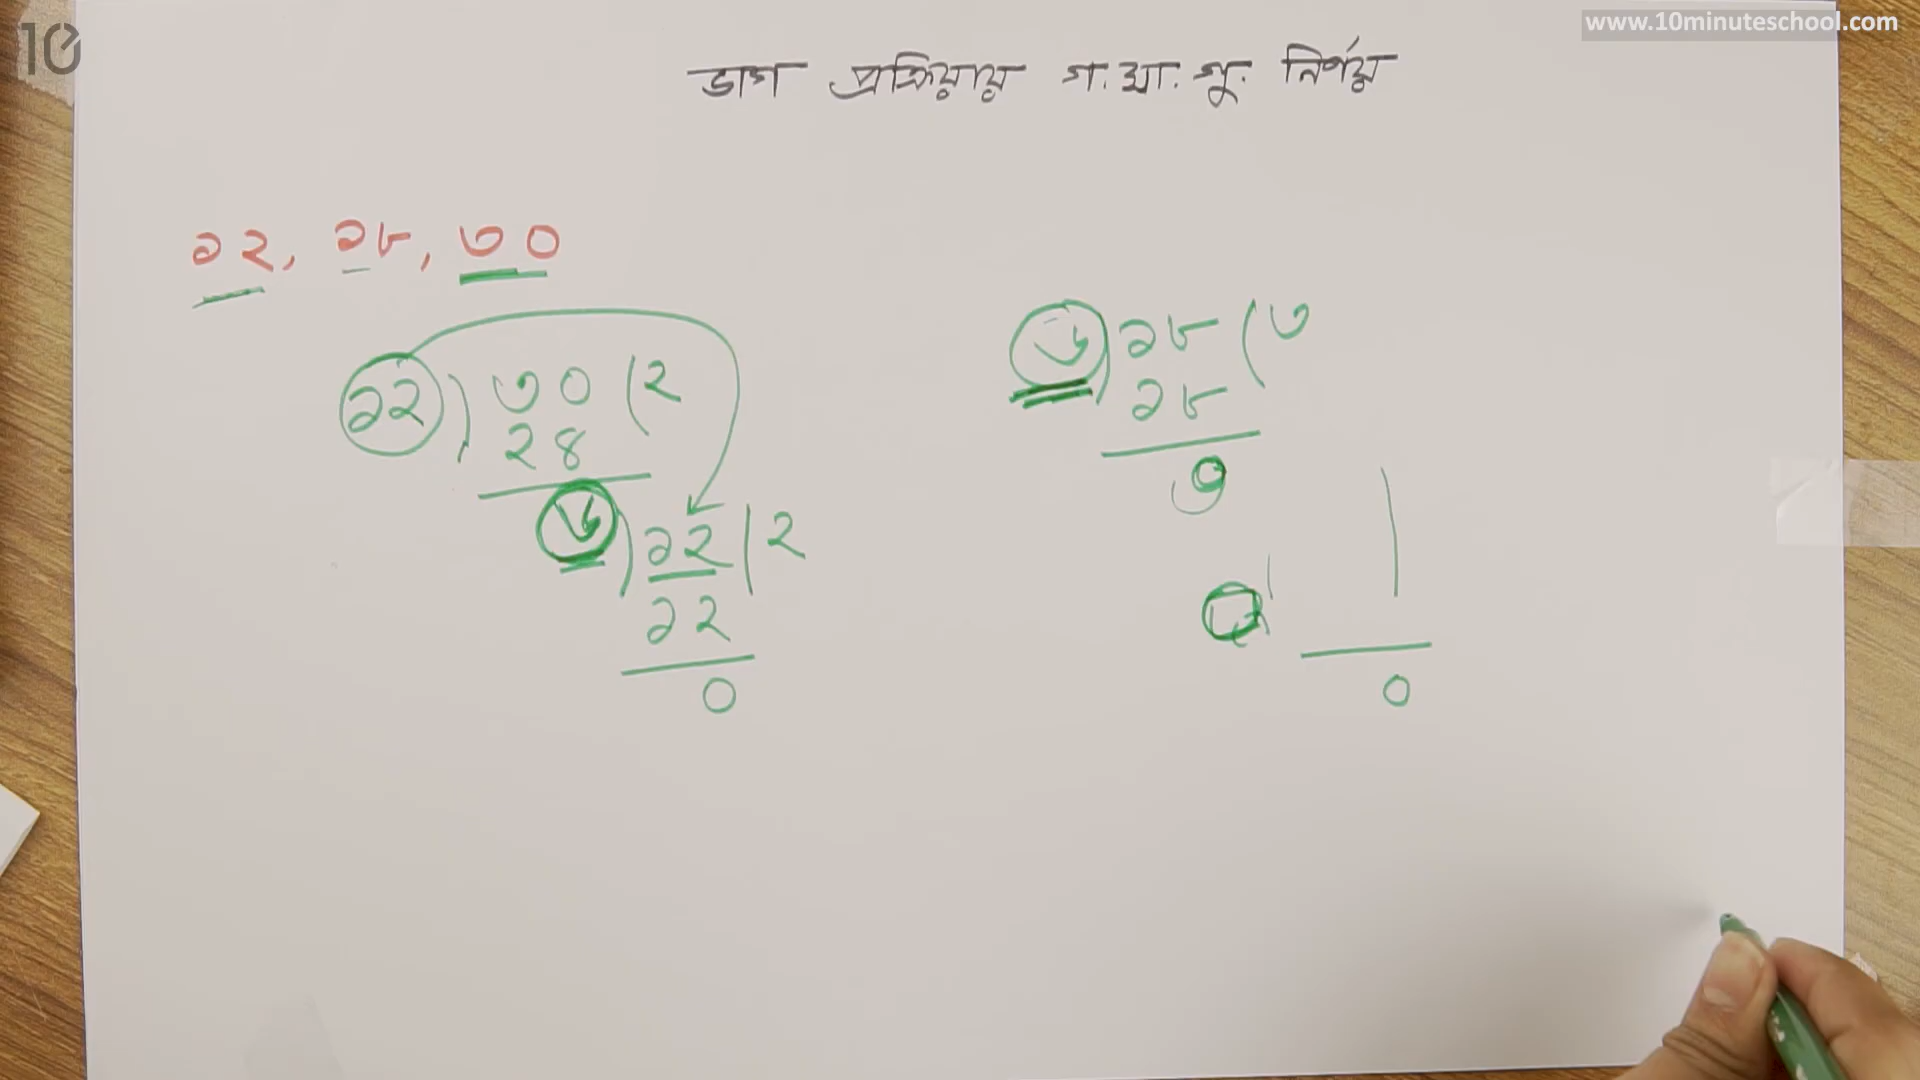 10
www.10minuteschool.com
ভাগ প্রক্রিয়ায় গ.সা.গু. নির্ণয়
১২, ১৮, ৩০
১২ ) ৩০ ( ২
২৪
৬ ) ১২ | ২
১২
০
৬ ) ১৮ ( ৩
১৮
০